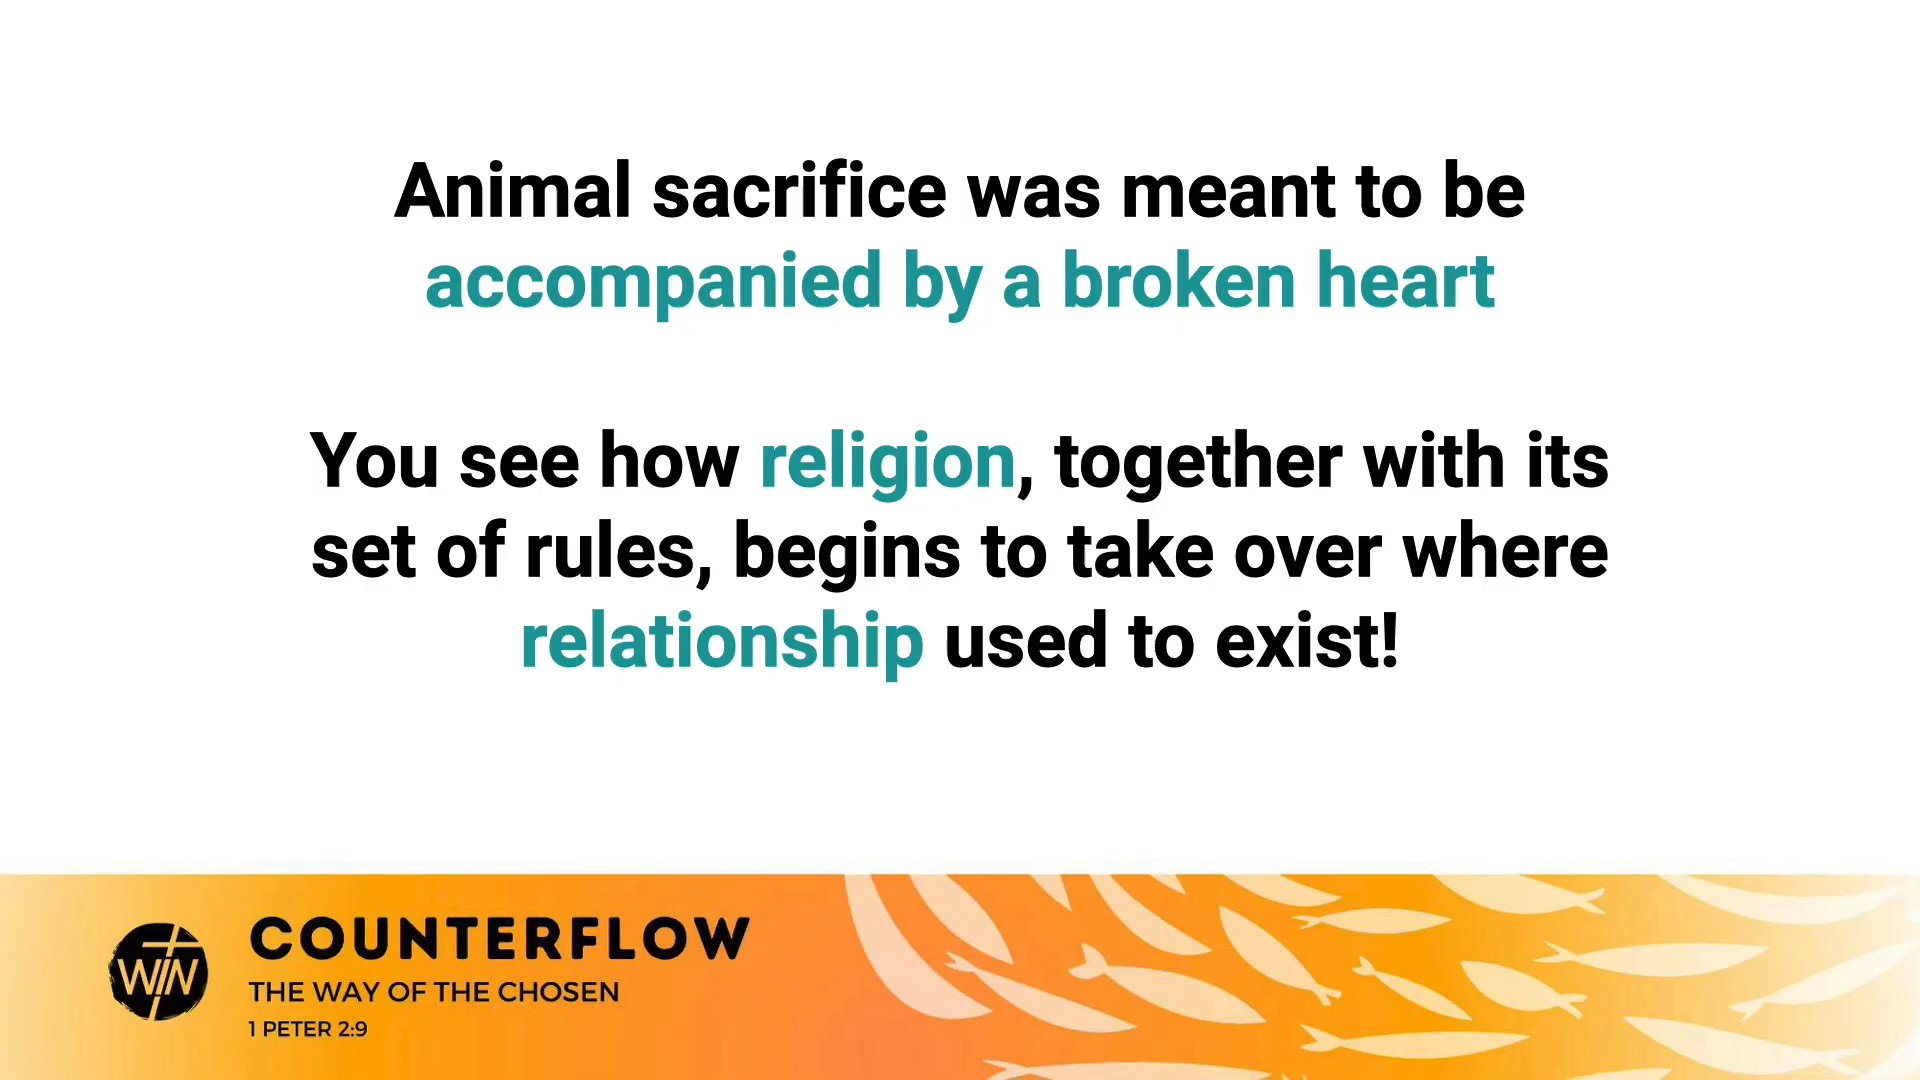 Animal sacrifice was meant to be
accompanied by a broken heart
You see how religion, together with its
set of rules, begins to take over where
relationship used to exist!
WIN
COUNTERFLOW
THE WAY OF THE CHOSEN
1 PETER 2:9